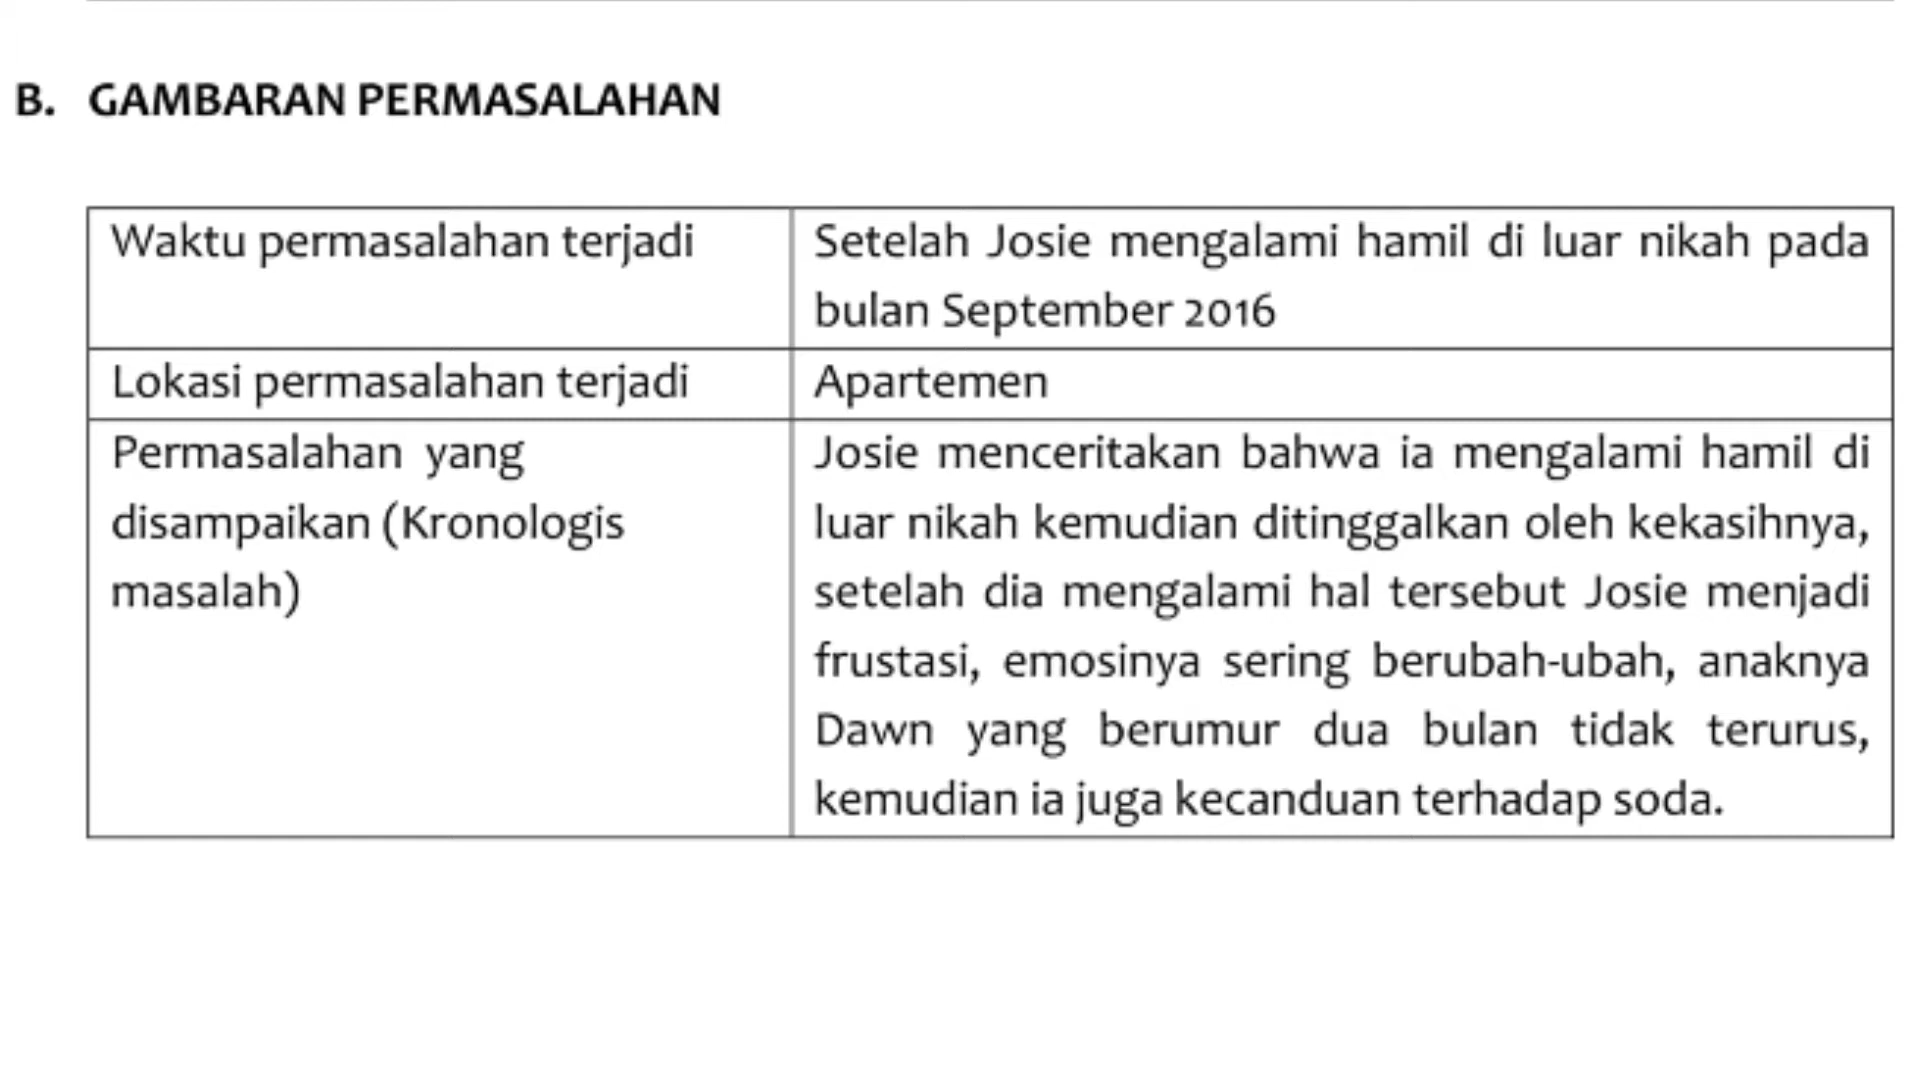 B. GAMBARAN PERMASALAHAN
Waktu permasalahan terjadi
Setelah Josie mengalami hamil di luar nikah pada
bulan September 2016
Lokasi permasalahan terjadi
Apartemen
Permasalahan yang
disampaikan (Kronologis
masalah)
Josie menceritakan bahwa ia mengalami hamil di
luar nikah kemudian ditinggalkan oleh kekasihnya,
setelah dia mengalami hal tersebut Josie menjadi
frustasi, emosinya sering berubah-ubah, anaknya
Dawn yang berumur dua bulan tidak terurus,
kemudian ia juga kecanduan terhadap soda.